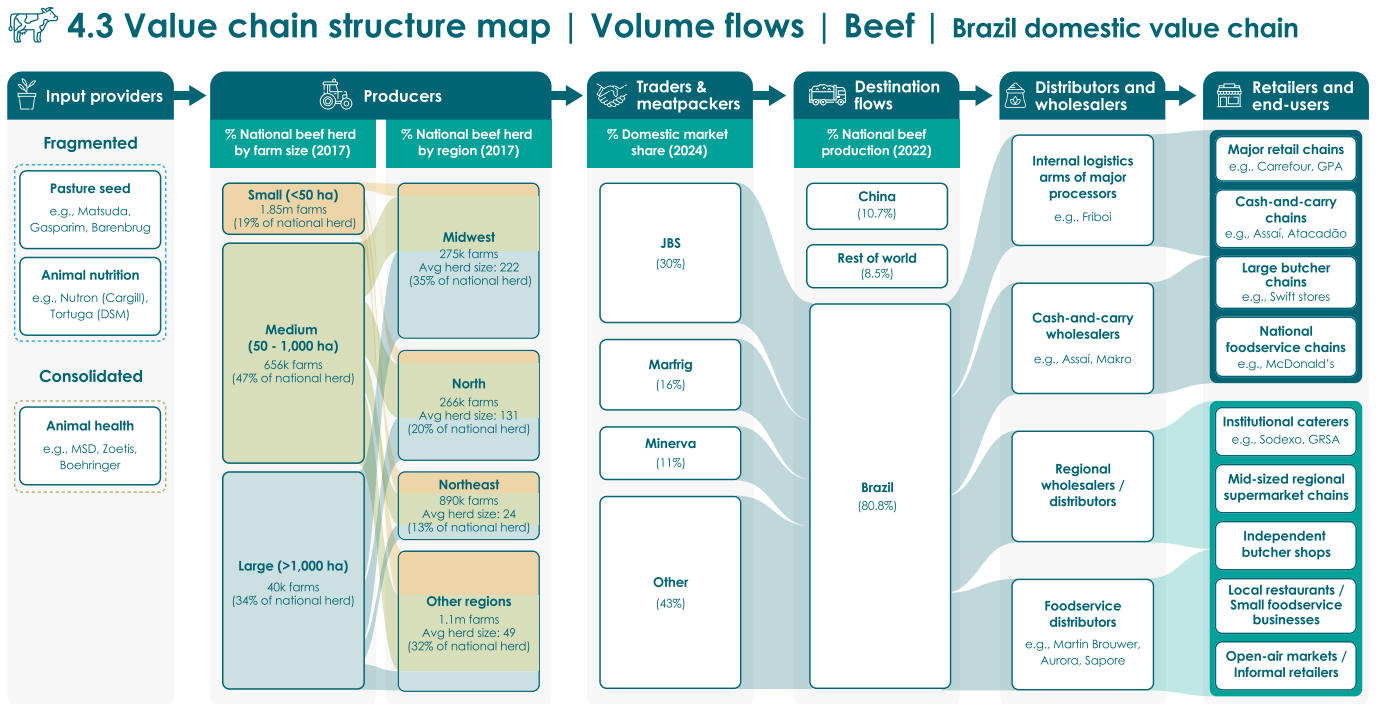 4.3 Value chain structure map | Volume flows | Beef | Brazil domestic value chain
Input providers
Fragmented
Pasture seed
e.g., Matsuda,
Gasparim, Barenbrug
Animal nutrition
e.g., Nutron (Cargill),
Tortuga (DSM)
Consolidated
Animal health
e.g., MSD, Zoetis,
Boehringer
Producers
% National beef herd
by farm size (2017)
Small (<50 ha)
1.85m farms
(19% of national herd)
Medium
(50 - 1,000 ha)
656k farms
(47% of national herd)
Large (>1,000 ha)
40k farms
(34% of national herd)
% National beef herd
by region (2017)
Midwest
275k farms
Avg herd size: 222
(35% of national herd)
North
266k farms
Avg herd size: 131
(20% of national herd)
Northeast
890k farms
Avg herd size: 24
(13% of national herd)
Other regions
1.1m farms
Avg herd size: 49
(32% of national herd)
Traders &
meatpackers
% Domestic market
share (2024)
JBS
(30%)
Marfrig
(16%)
Minerva
(11%)
Other
(43%)
Destination
flows
% National beef
production (2022)
China
(10.7%)
Rest of world
(8.5%)
Brazil
(80.8%)
Distributors and
wholesalers
Internal logistics
arms of major
processors
e.g., Friboi
Cash-and-carry
wholesalers
e.g., Assaí, Makro
Regional
wholesalers /
distributors
Foodservice
distributors
e.g., Martin Brouwer,
Aurora, Sapore
Retailers and
end-users
Major retail chains
e.g., Carrefour, GPA
Cash-and-carry
chains
e.g., Assaí, Atacadão
Large butcher
chains
e.g., Swift stores
National
foodservice chains
e.g., McDonald's
Institutional caterers
e.g., Sodexo, GRSA
Mid-sized regional
supermarket chains
Independent
butcher shops
Local restaurants /
Small foodservice
businesses
Open-air markets /
Informal retailers